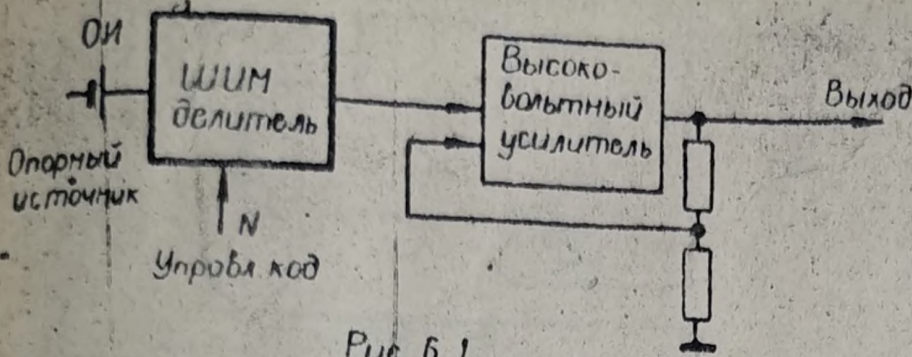 ОИ
Опорный
источник
ШИМ
делитель
N
Управл. код
Высоко-
вольтный
усилитель
Выход
Рис 6.1